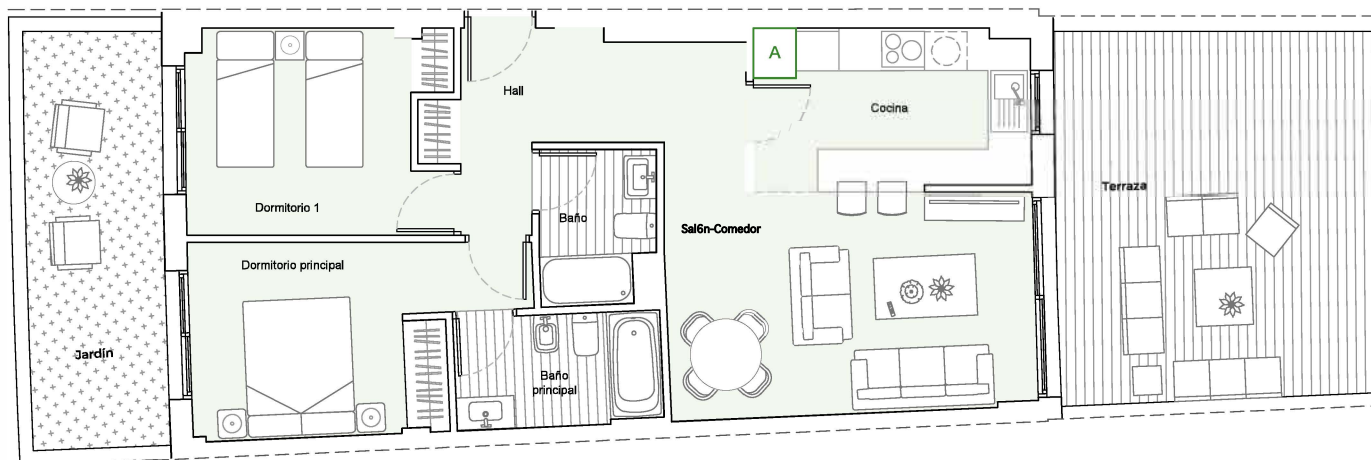 A
Hall
Cocina
Terraza
Dormitorio 1
Baño
Sal6n-Comedor
Dormitorio principal
Jardín
Baño
principal